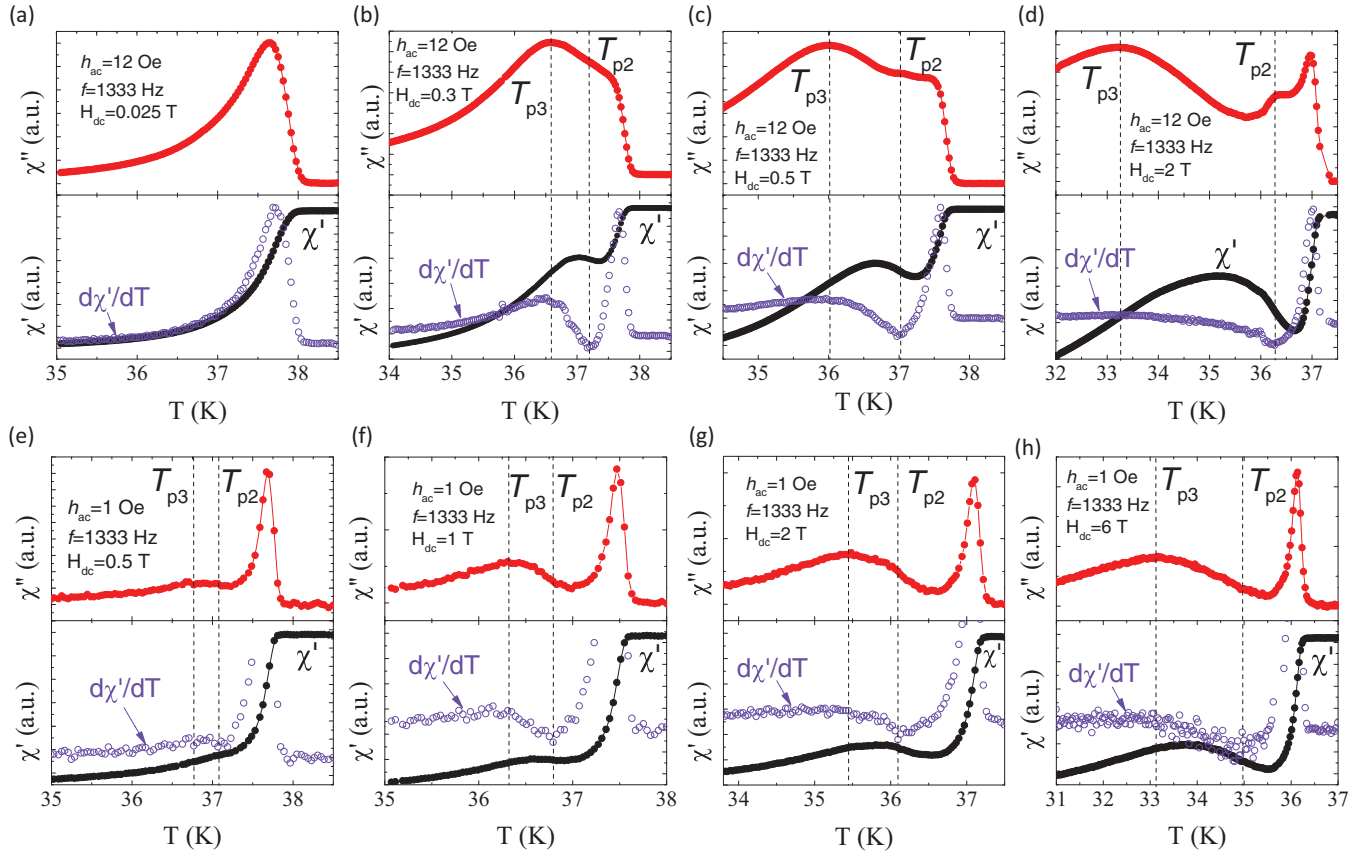 (a)
h_ac=12 Oe
f=1333 Hz
H_dc=0.025 T
χ'' (a.u.)
χ'
dχ'/dT
χ' (a.u.)
35 36 37 38
T (K)
(b)
h_ac=12 Oe
f=1333 Hz
H_dc=0.3 T
T_p2
T_p3
χ'' (a.u.)
χ'
dχ'/dT
χ' (a.u.)
34 35 36 37 38
T (K)
(c)
T_p2
T_p3
h_ac=12 Oe
f=1333 Hz
H_dc=0.5 T
χ'' (a.u.)
χ'
dχ'/dT
χ' (a.u.)
35 36 37 38
T (K)
(d)
T_p2
T_p3
h_ac=12 Oe
f=1333 Hz
H_dc=2 T
χ'' (a.u.)
dχ'/dT
χ'
χ' (a.u.)
32 33 34 35 36 37
T (K)
(e)
T_p3
T_p2
h_ac=1 Oe
f=1333 Hz
H_dc=0.5 T
χ'' (a.u.)
χ'
dχ'/dT
χ' (a.u.)
35 36 37 38
T (K)
(f)
h_ac=1 Oe
f=1333 Hz
H_dc=1 T
T_p3
T_p2
χ'' (a.u.)
χ'
dχ'/dT
χ' (a.u.)
35 36 37 38
T (K)
(g)
h_ac=1 Oe
f=1333 Hz
H_dc=2 T
T_p3
T_p2
χ'' (a.u.)
χ'
dχ'/dT
χ' (a.u.)
34 35 36 37
T (K)
(h)
h_ac=1 Oe
f=1333 Hz
H_dc=6 T
T_p3
T_p2
χ'' (a.u.)
χ'
dχ'/dT
χ' (a.u.)
31 32 33 34 35 36 37
T (K)